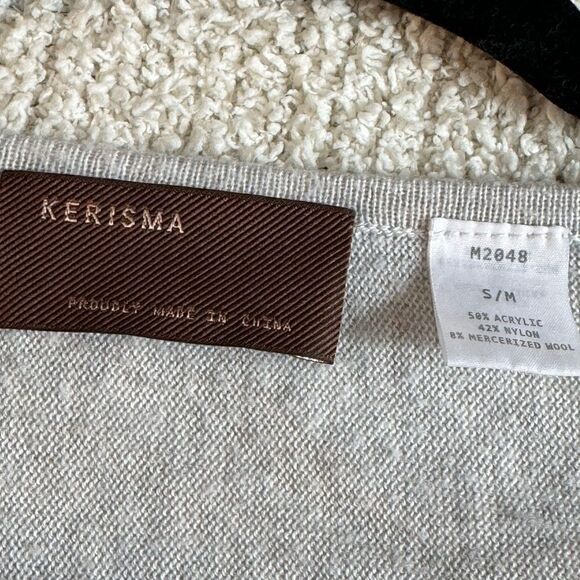 KERISMA
PROUDLY MADE IN CHINA
M2048
S/M
50% ACRYLIC
42% NYLON
8% MERCERIZED WOOL